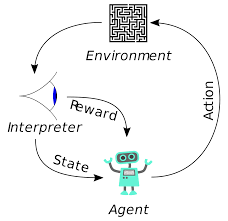 Environment
Reward
Interpreter
Action
State
Agent